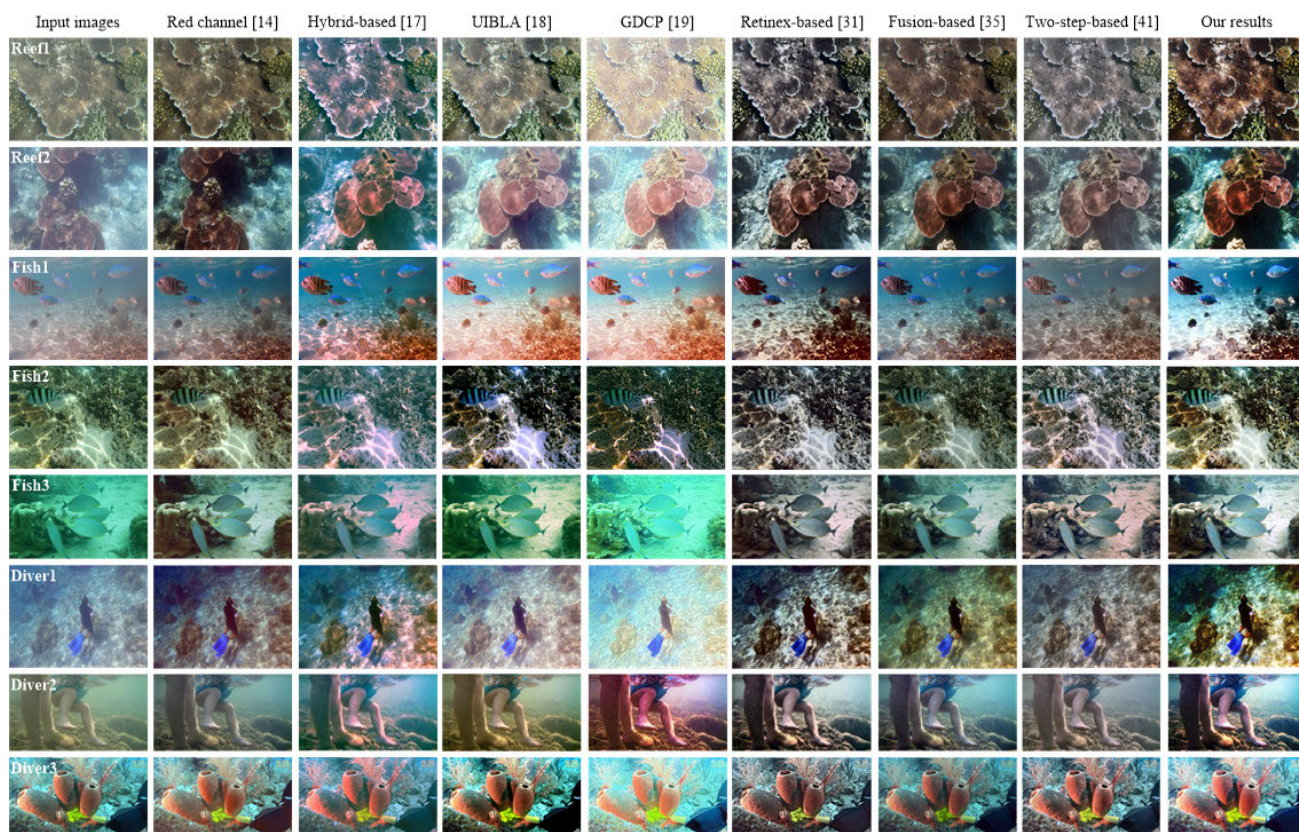 Input images Red channel [14] Hybrid-based [17] UIBLA [18] GDCP [19] Retinex-based [31] Fusion-based [35] Two-step-based [41] Our results
Reef1
Reef2
Fish1
Fish2
Fish3
Diver1
Diver2
Diver3